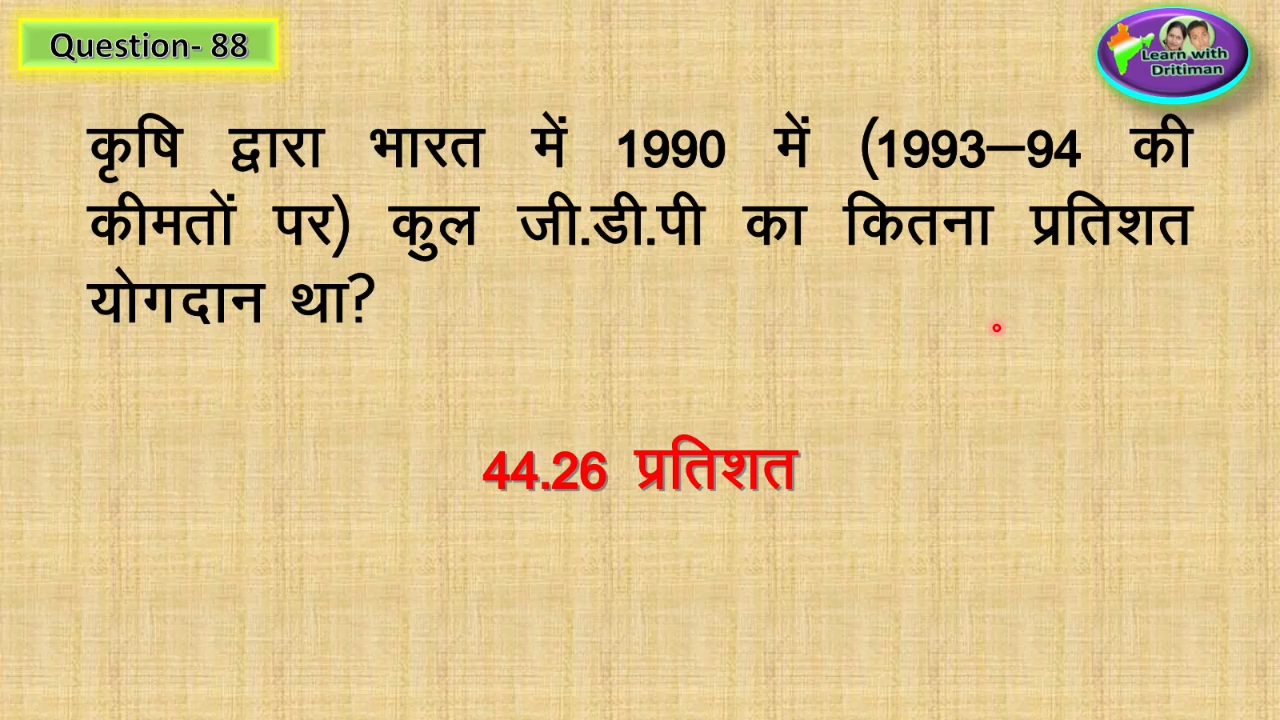 Question- 88
Learn with
Dritiman
कृषि द्वारा भारत में 1990 में (1993–94 की
कीमतों पर) कुल जी.डी.पी का कितना प्रतिशत
योगदान था?
44.26 प्रतिशत